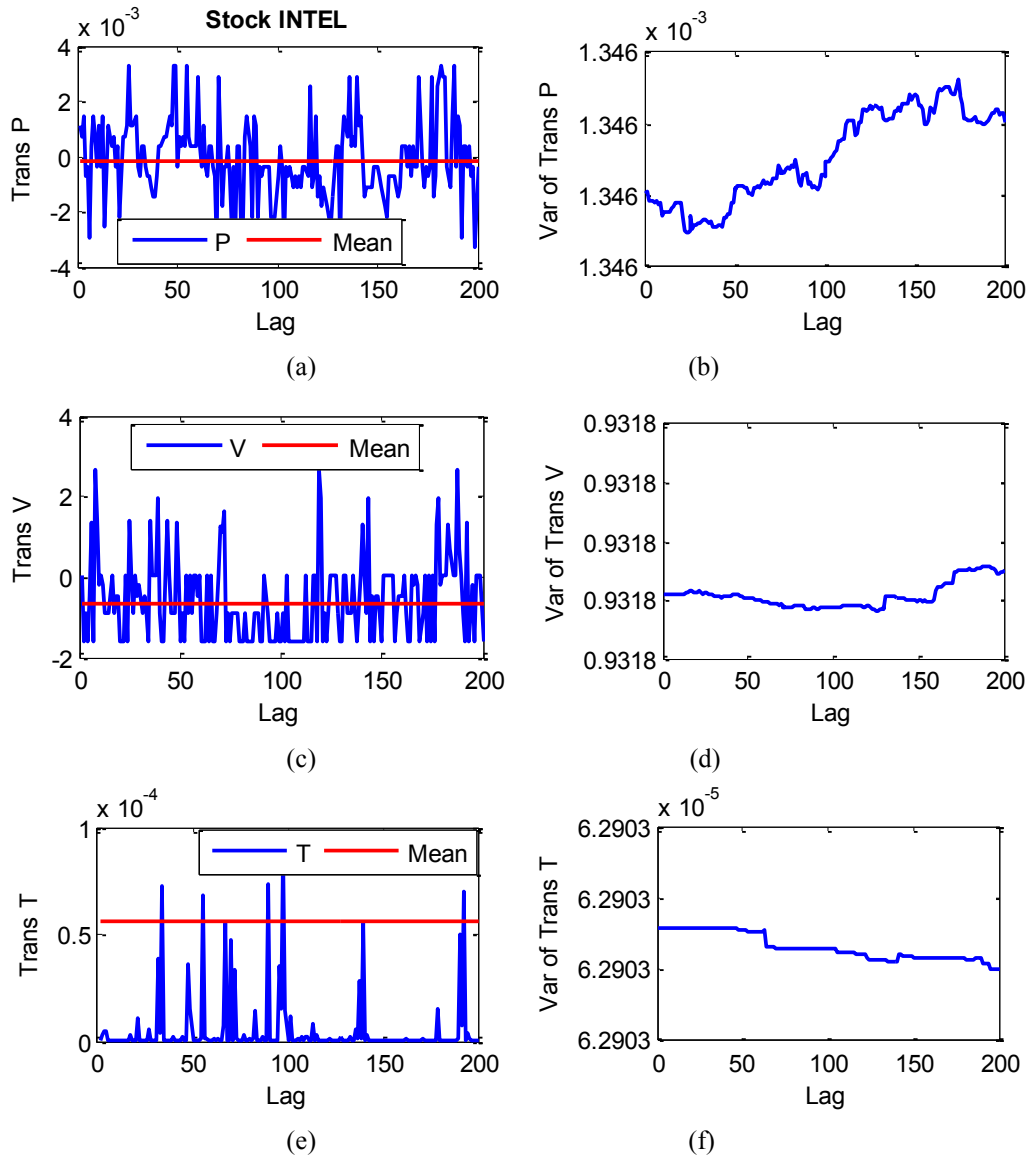 Stock INTEL
x 10-3
4
2
0
-2
-4
Trans P
0 50 100 150 200
Lag
P Mean
(a)
x 10-3
1.346
1.346
1.346
1.346
Var of Trans P
0 50 100 150 200
Lag
(b)
4
2
0
-2
Trans V
0 50 100 150 200
Lag
V Mean
(c)
0.9318
0.9318
0.9318
0.9318
0.9318
Var of Trans V
0 50 100 150 200
Lag
(d)
x 10-4
1
0.5
0
Trans T
0 50 100 150 200
Lag
T Mean
(e)
x 10-5
6.2903
6.2903
6.2903
6.2903
Var of Trans T
0 50 100 150 200
Lag
(f)